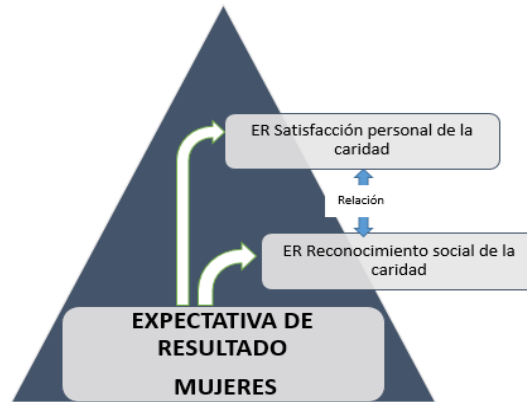 ER Satisfacción personal de la
caridad
Relación
ER Reconocimiento social de la
caridad
EXPECTATIVA DE
RESULTADO
MUJERES